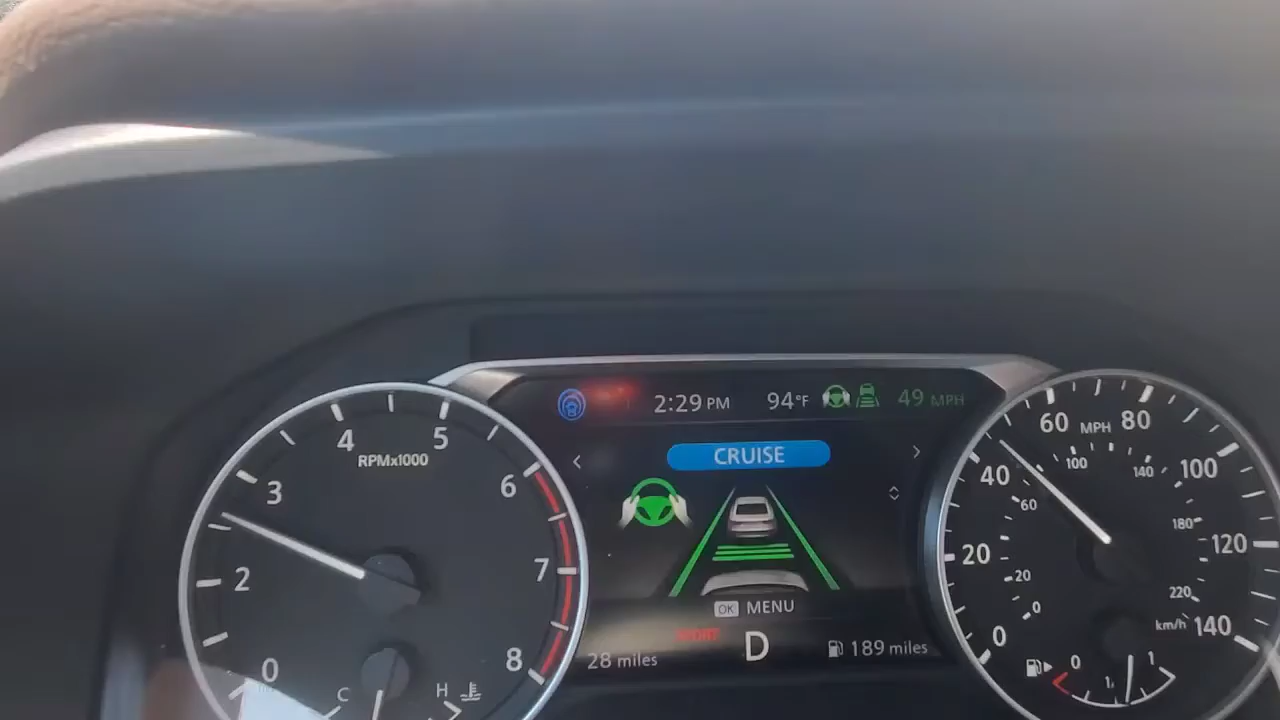 2:29 PM 94°F 49 MPH
CRUISE
OK MENU
SPORT
D
28 miles
189 miles
0
2
3
4
5
6
7
8
RPMx1000
C H
0
20
40
60
80
100
120
140
MPH
0
20
60
100
140
180
220
km/h
0 1